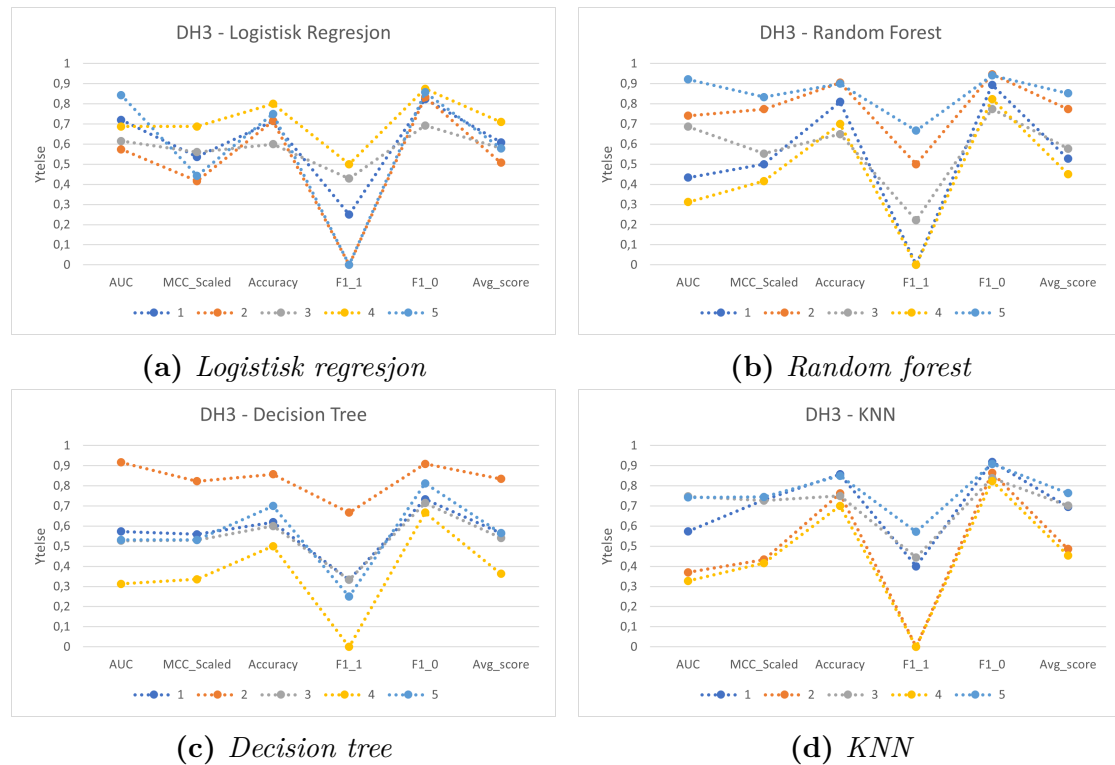 DH3 - Logistisk Regresjon
1
0,9
0,8
0,7
0,6
0,5
0,4
0,3
0,2
0,1
0
Ytelse
AUC MCC_Scaled Accuracy F1_1 F1_0 Avg_score
1 2 3 4 5
(a) Logistisk regresjon
DH3 - Random Forest
1
0,9
0,8
0,7
0,6
0,5
0,4
0,3
0,2
0,1
0
Ytelse
AUC MCC_Scaled Accuracy F1_1 F1_0 Avg_score
1 2 3 4 5
(b) Random forest
DH3 - Decision Tree
1
0,9
0,8
0,7
0,6
0,5
0,4
0,3
0,2
0,1
0
Ytelse
AUC MCC_Scaled Accuracy F1_1 F1_0 Avg_score
1 2 3 4 5
(c) Decision tree
DH3 - KNN
1
0,9
0,8
0,7
0,6
0,5
0,4
0,3
0,2
0,1
0
Ytelse
AUC MCC_Scaled Accuracy F1_1 F1_0 Avg_score
1 2 3 4 5
(d) KNN